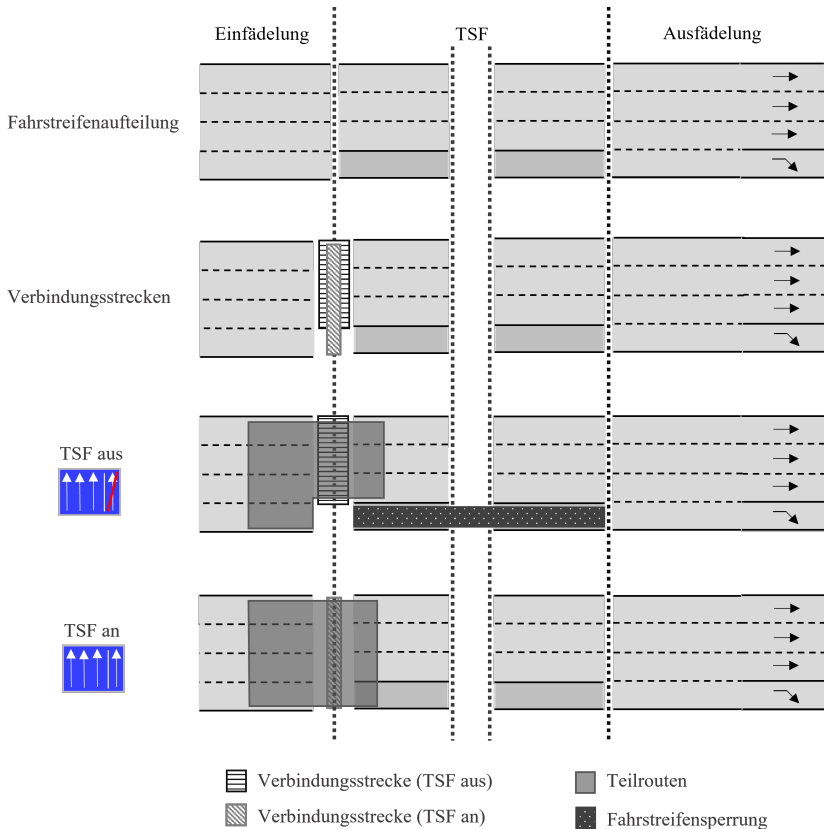 Einfädelung TSF Ausfädelung
Fahrstreifenaufteilung
Verbindungsstrecken
TSF aus
TSF an
Verbindungsstrecke (TSF aus) Teilrouten
Verbindungsstrecke (TSF an) Fahrstreifensperrung